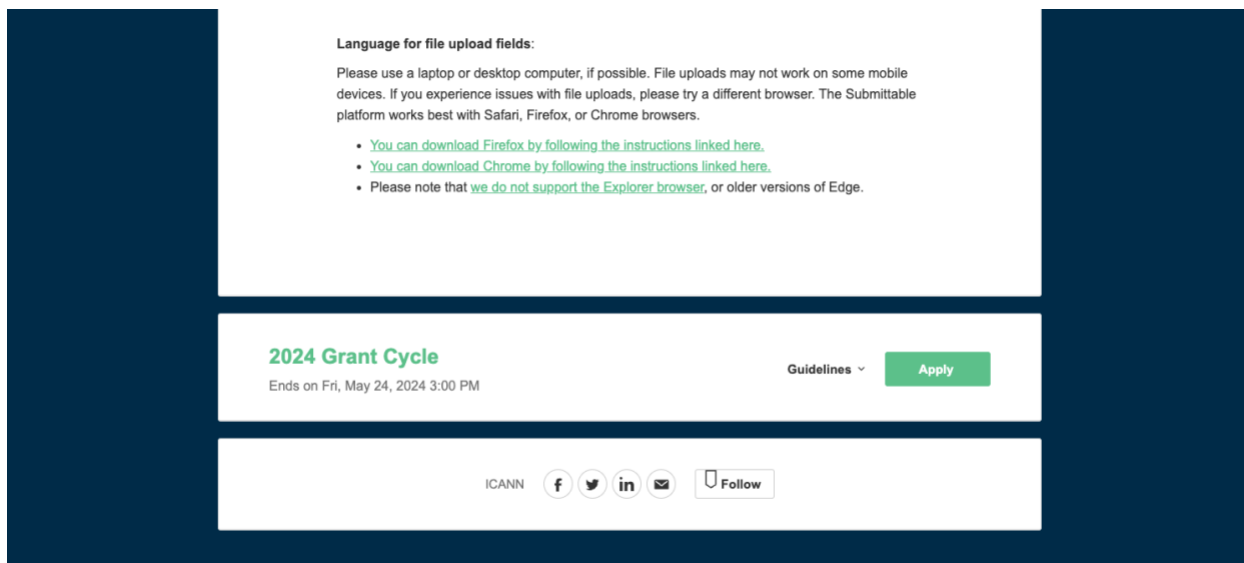 Language for file upload fields:
Please use a laptop or desktop computer, if possible. File uploads may not work on some mobile
devices. If you experience issues with file uploads, please try a different browser. The Submittable
platform works best with Safari, Firefox, or Chrome browsers.
• You can download Firefox by following the instructions linked here.
• You can download Chrome by following the instructions linked here.
• Please note that we do not support the Explorer browser, or older versions of Edge.
2024 Grant Cycle
Ends on Fri, May 24, 2024 3:00 PM
Guidelines
Apply
ICANN
Follow